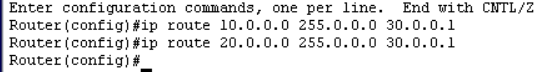 Enter configuration commands, one per line.  End with CNTL/Z
Router(config)#ip route 10.0.0.0 255.0.0.0 30.0.0.1
Router(config)#ip route 20.0.0.0 255.0.0.0 30.0.0.1
Router(config)#